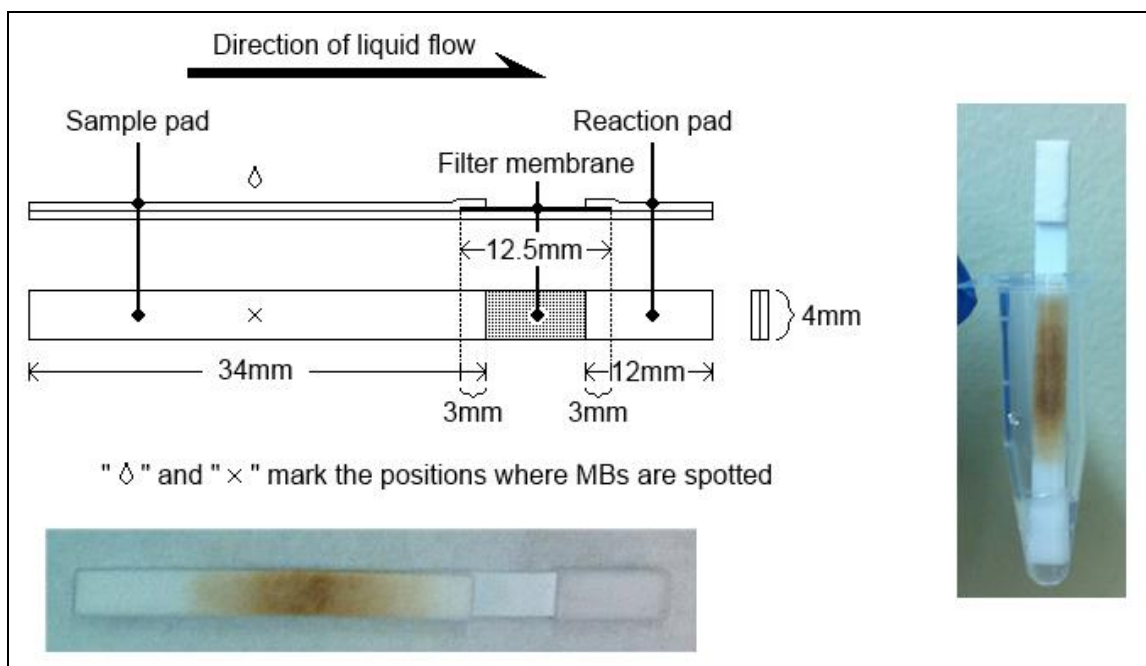 Direction of liquid flow
Sample pad
Reaction pad
Filter membrane
12.5mm
4mm
34mm
12mm
3mm
3mm
" " and " × " mark the positions where MBs are spotted